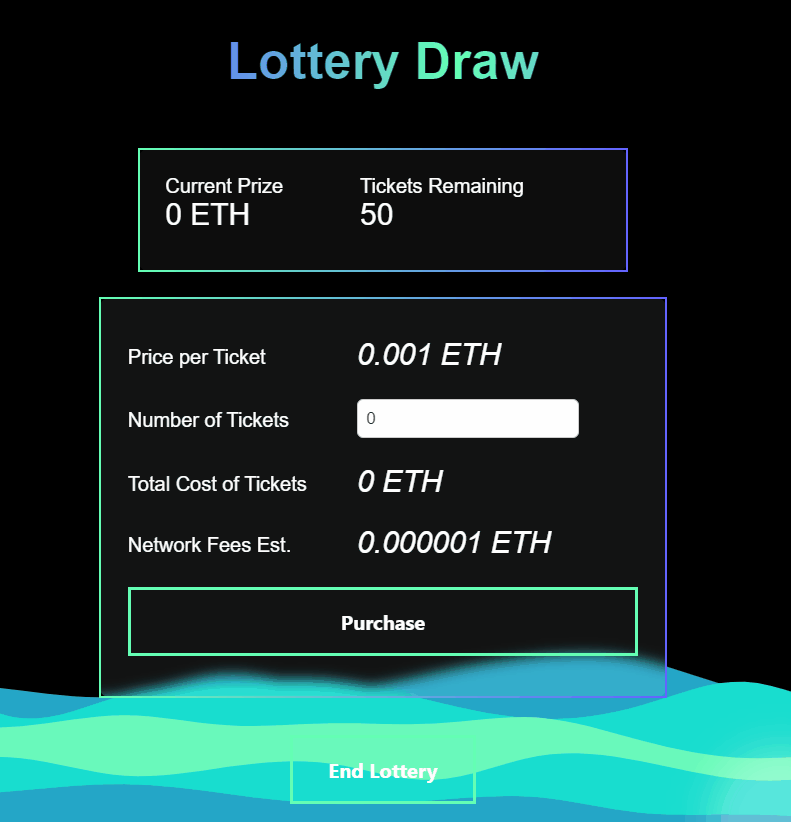 Lottery Draw
Current Prize
0 ETH
Tickets Remaining
50
Price per Ticket
0.001 ETH
Number of Tickets
0
Total Cost of Tickets
0 ETH
Network Fees Est.
0.000001 ETH
Purchase
End Lottery